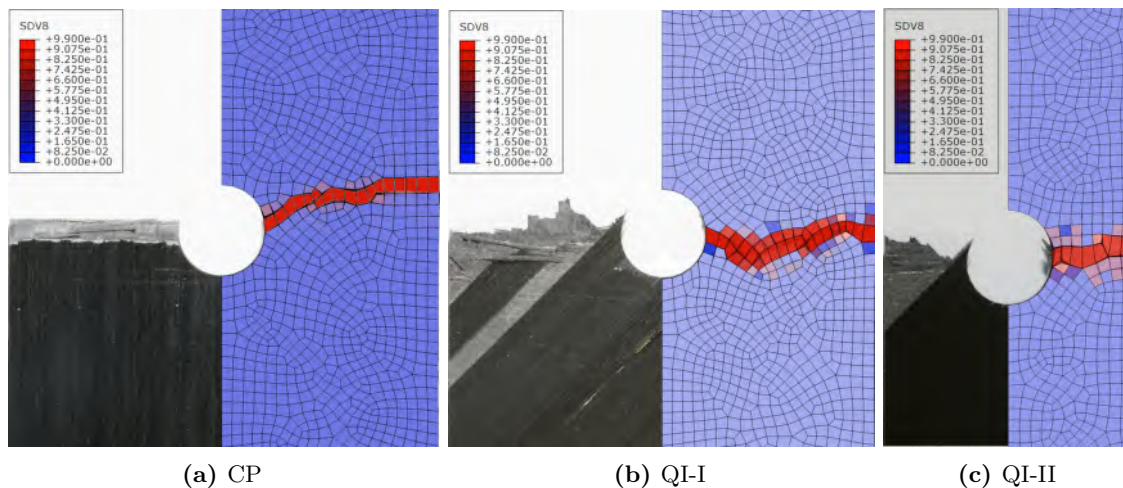 SDV8
+9.900e-01
+9.075e-01
+8.250e-01
+7.425e-01
+6.600e-01
+5.775e-01
+4.950e-01
+4.125e-01
+3.300e-01
+2.475e-01
+1.650e-01
+8.250e-02
+0.000e+00
SDV8
+9.900e-01
+9.075e-01
+8.250e-01
+7.425e-01
+6.600e-01
+5.775e-01
+4.950e-01
+4.125e-01
+3.300e-01
+2.475e-01
+1.650e-01
+8.250e-02
+0.000e+00
SDV8
+9.900e-01
+9.075e-01
+8.250e-01
+7.425e-01
+6.600e-01
+5.775e-01
+4.950e-01
+4.125e-01
+3.300e-01
+2.475e-01
+1.650e-01
+8.250e-02
+0.000e+00
(a) CP
(b) QI-I
(c) QI-II